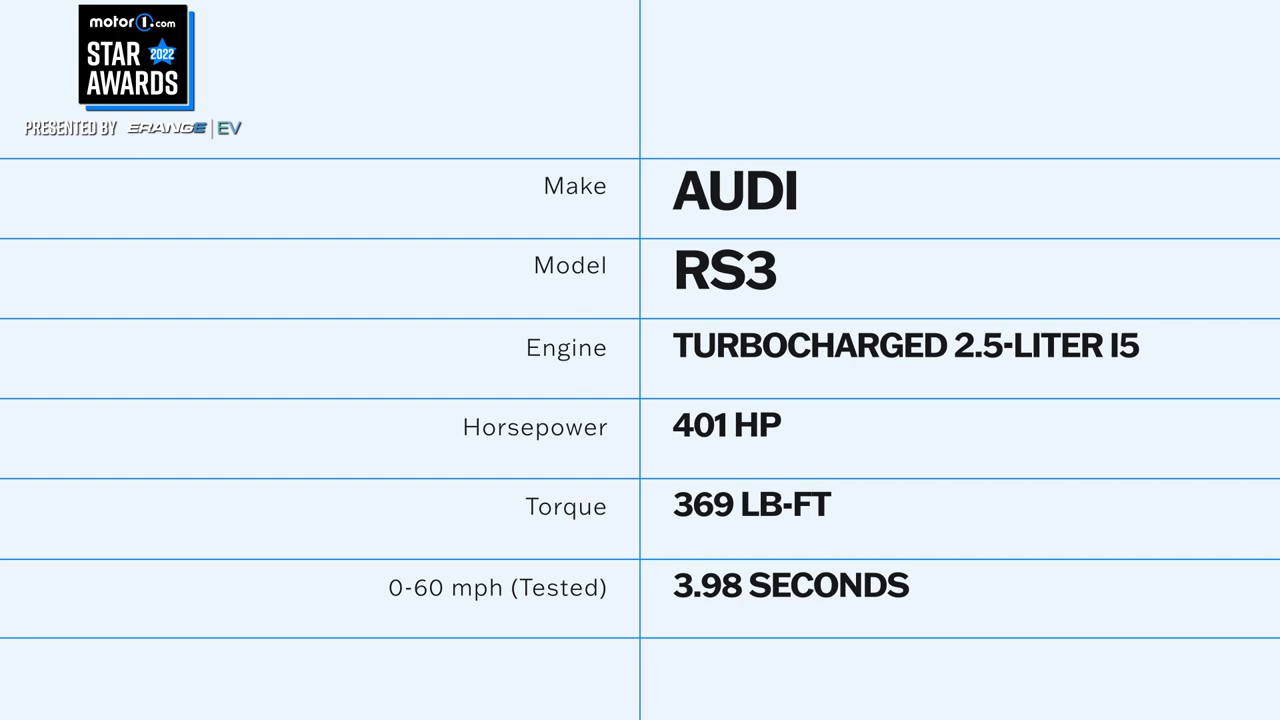 motor1.com
STAR 2022
AWARDS
PRESENTED BY ERANGE | EV
Make AUDI
Model RS3
Engine TURBOCHARGED 2.5-LITER I5
Horsepower 401 HP
Torque 369 LB-FT
0-60 mph (Tested) 3.98 SECONDS